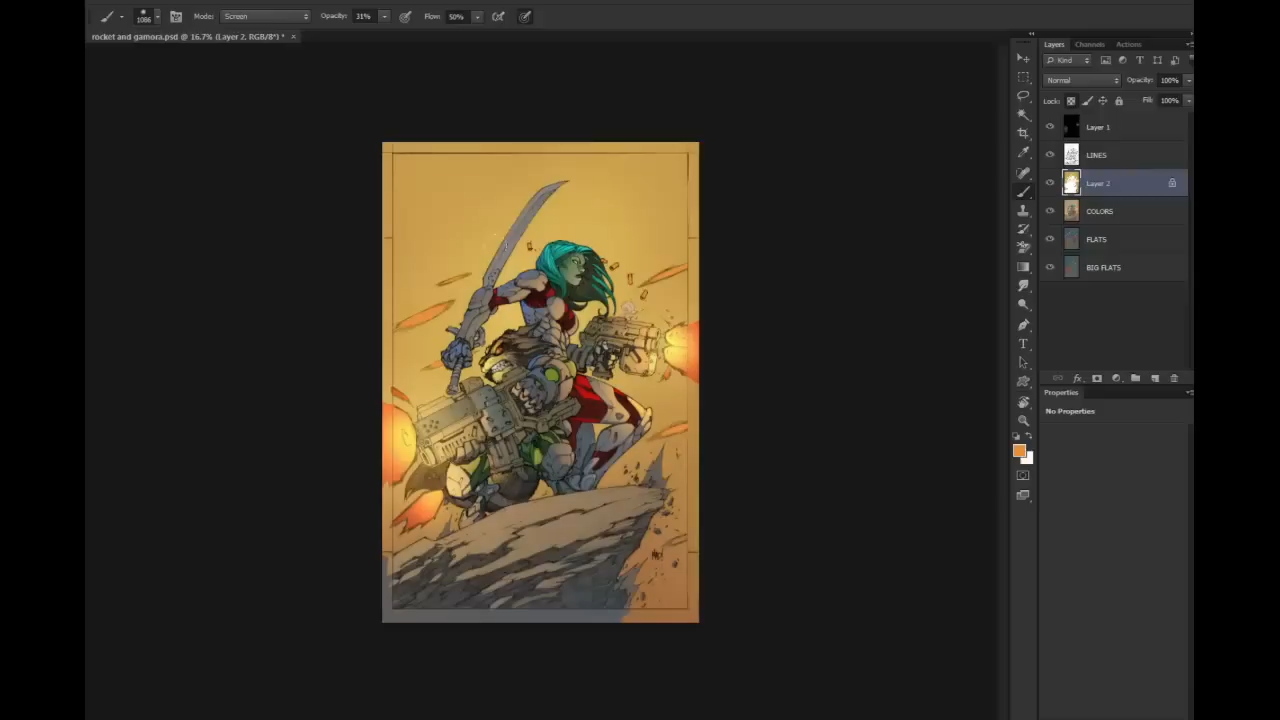 1066 Mode: Screen Opacity: 31% Flow: 50%
rocket and gamora.psd @ 16.7% (Layer 2, RGB/8*) * ×
Layers Channels Actions
Kind
Normal Opacity: 100%
Lock: Fill: 100%
Layer 1
LINES
Layer 2
COLORS
FLATS
BIG FLATS
fx
Properties
No Properties